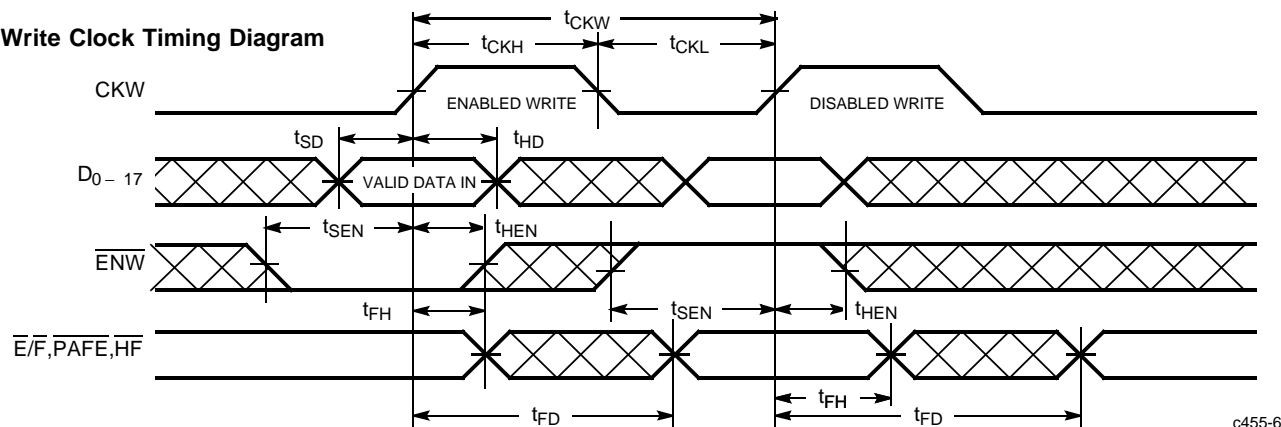 Write Clock Timing Diagram
tCKW
tCKH
tCKL
CKW
ENABLED WRITE
DISABLED WRITE
tSD
tHD
D0 – 17
VALID DATA IN
tSEN
tHEN
ENW
tFH
tSEN
tHEN
E/F,PAFE,HF
tFH
tFD
tFD
c455-6